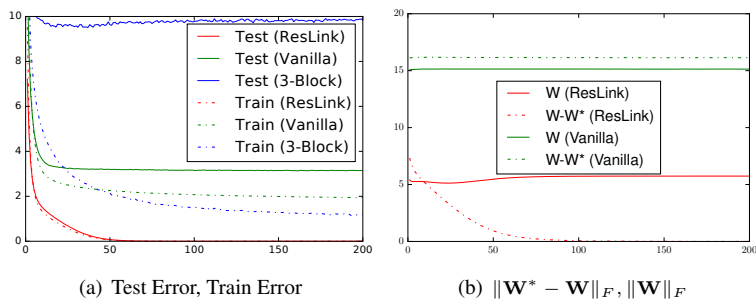 10
8
6
4
2
0
0
50
100
150
200
Test (ResLink)
Test (Vanilla)
Test (3-Block)
Train (ResLink)
Train (Vanilla)
Train (3-Block)
(a) Test Error, Train Error
20
15
10
5
0
0
50
100
150
200
W (ResLink)
W-W* (ResLink)
W (Vanilla)
W-W* (Vanilla)
(b) ‖W* − W‖_F, ‖W‖_F